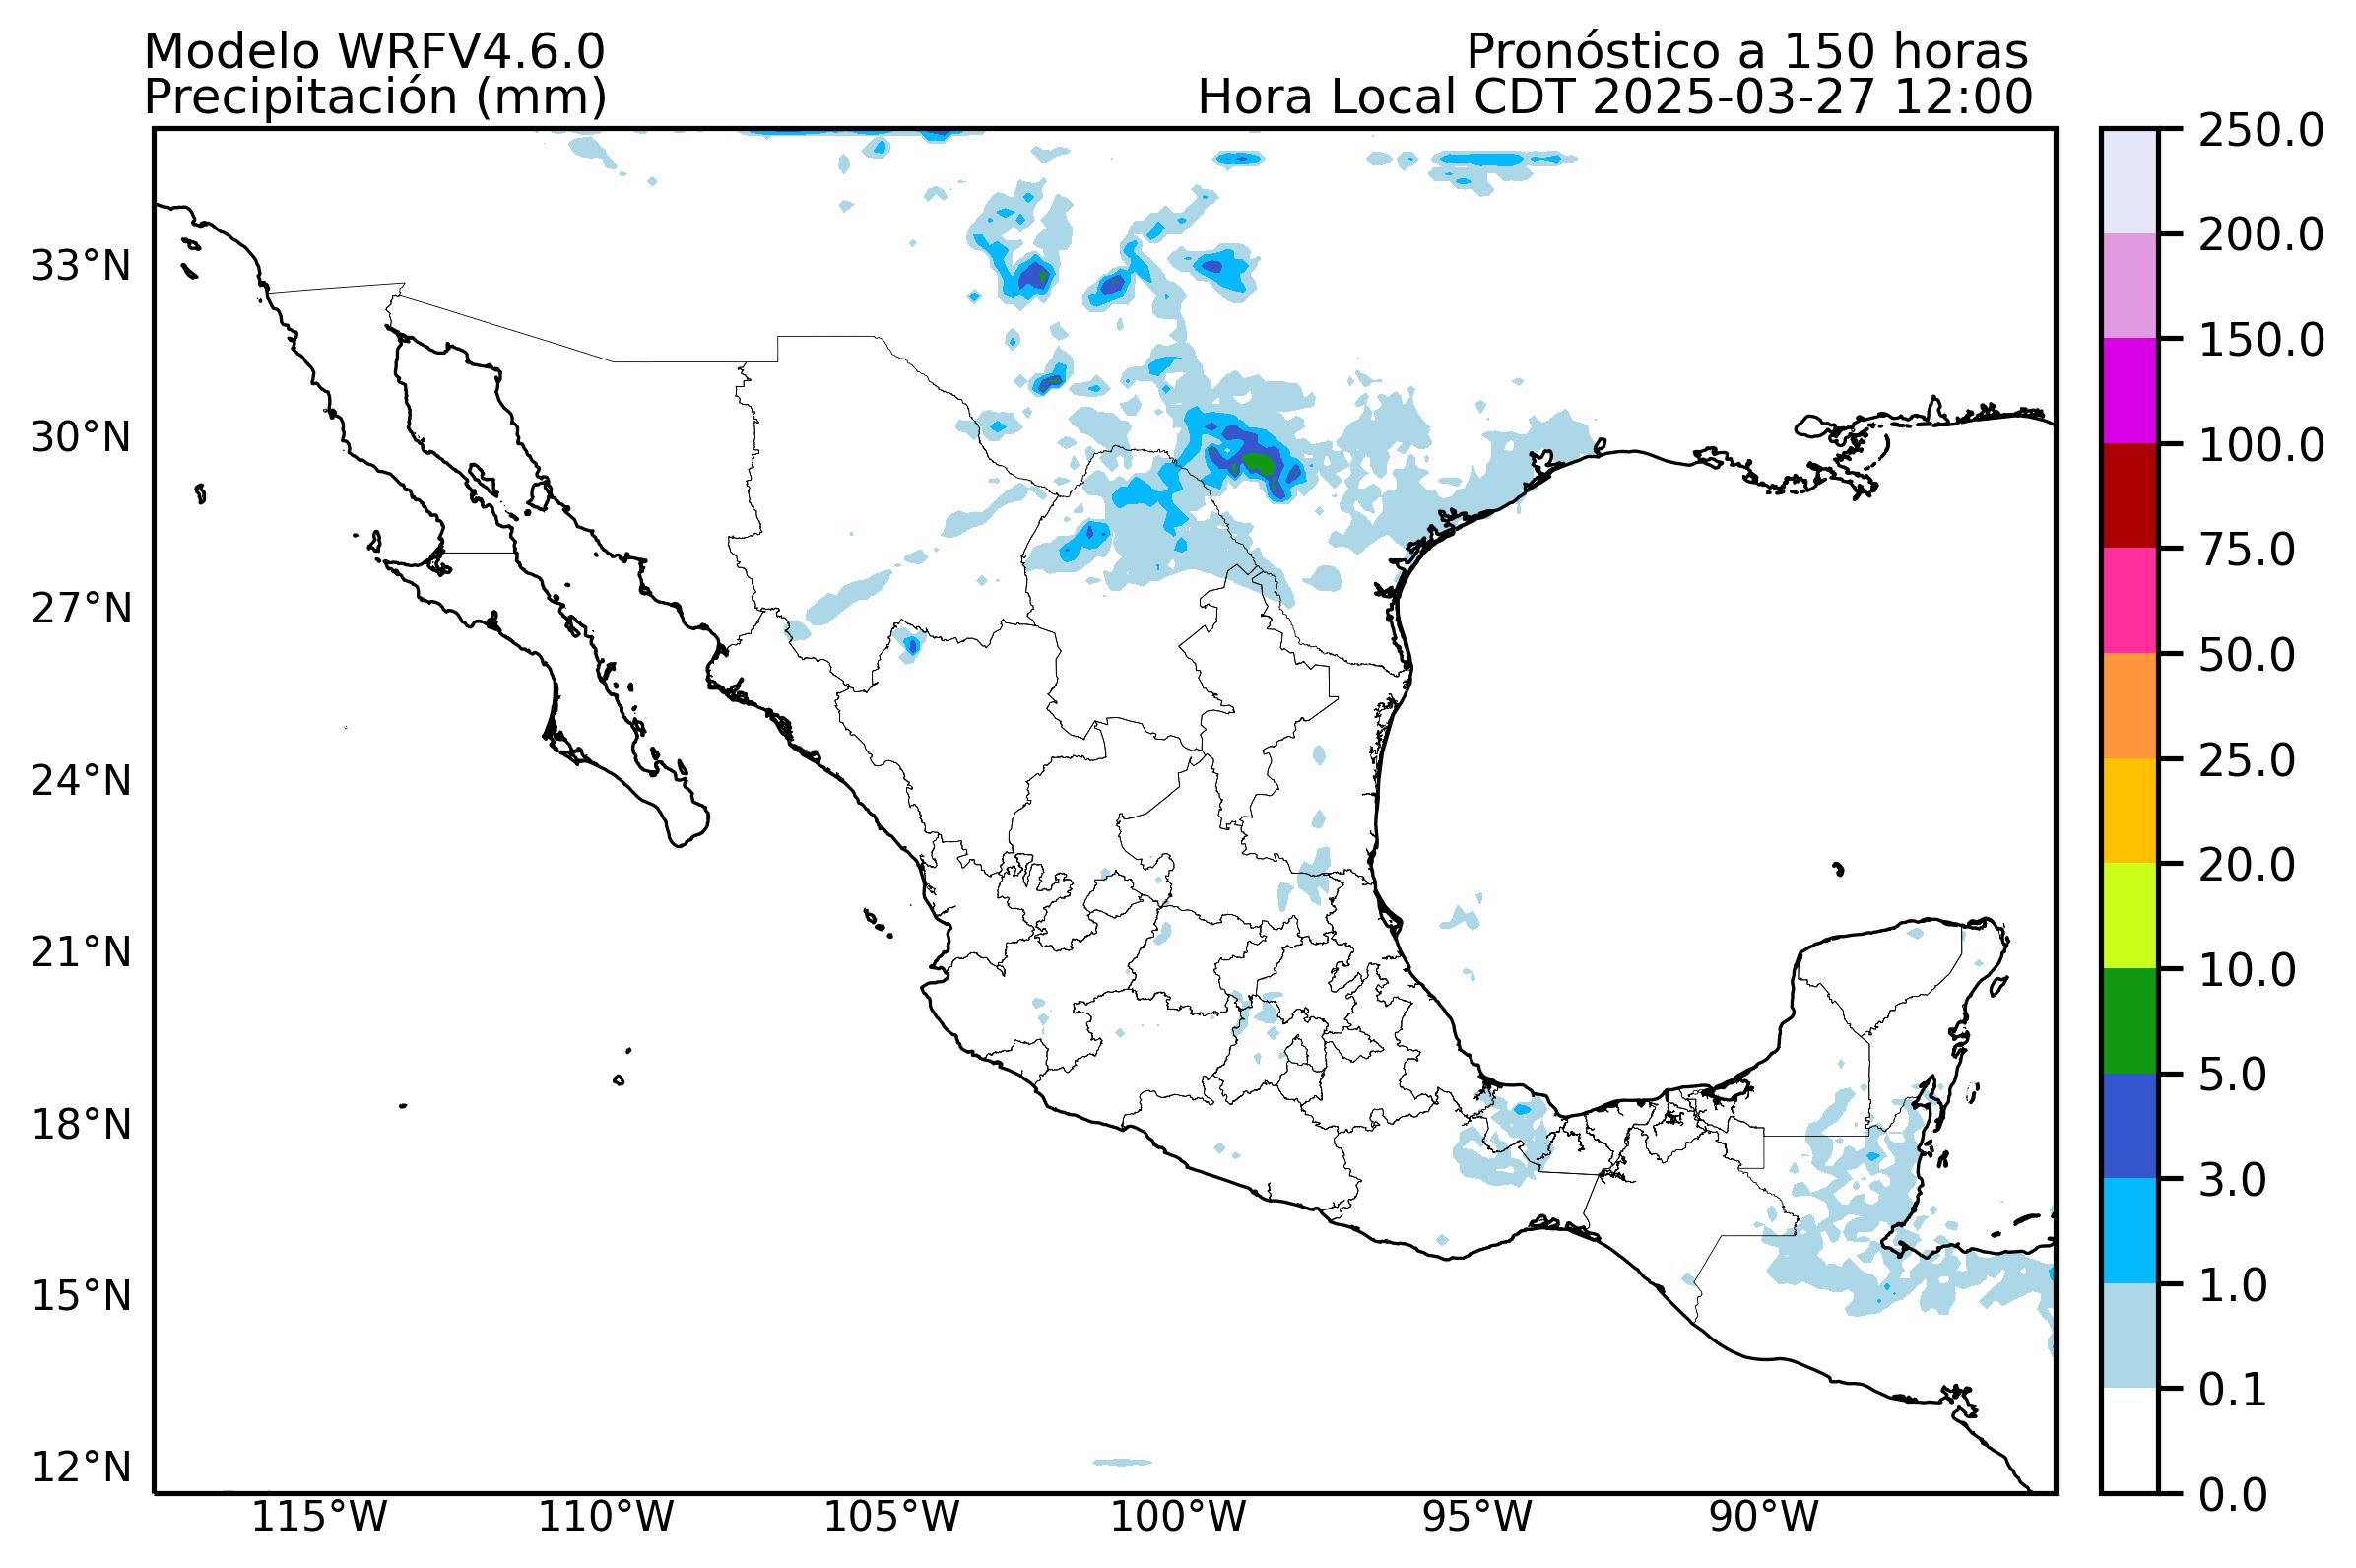 Modelo WRFV4.6.0
Precipitación (mm)
Pronóstico a 150 horas
Hora Local CDT 2025-03-27 12:00
33°N
30°N
27°N
24°N
21°N
18°N
15°N
12°N
115°W
110°W
105°W
100°W
95°W
90°W
250.0
200.0
150.0
100.0
75.0
50.0
25.0
20.0
10.0
5.0
3.0
1.0
0.1
0.0